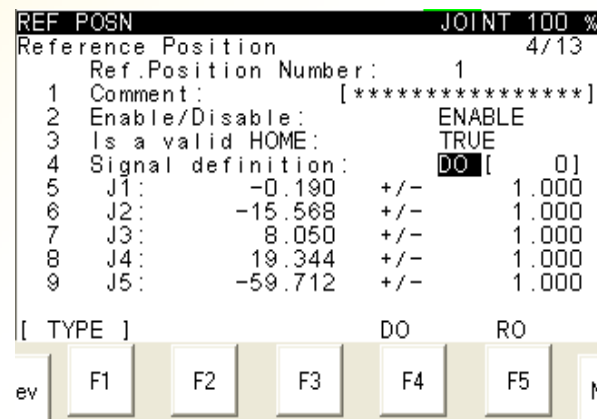 REF POSN JOINT 100 %
Reference Position 4/13
Ref.Position Number: 1
1 Comment: [****************]
2 Enable/Disable: ENABLE
3 Is a valid HOME: TRUE
4 Signal definition: DO [ 0]
5 J1: -0.190 +/- 1.000
6 J2: -15.568 +/- 1.000
7 J3: 8.050 +/- 1.000
8 J4: 19.344 +/- 1.000
9 J5: -59.712 +/- 1.000
[ TYPE ] DO RO
ev F1 F2 F3 F4 F5 N